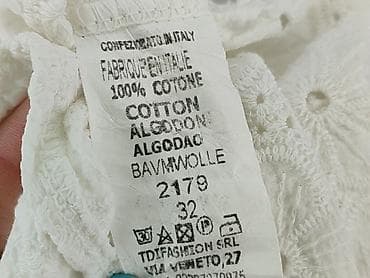 CONFEZIONATO IN ITALY
FABRIQUE EN ITALIE
100% COTONE
COTTON
ALGODON
ALGODAO
BAVMWOLLE
2179
32
TDIFASHION SRL
VIA VENETO,27